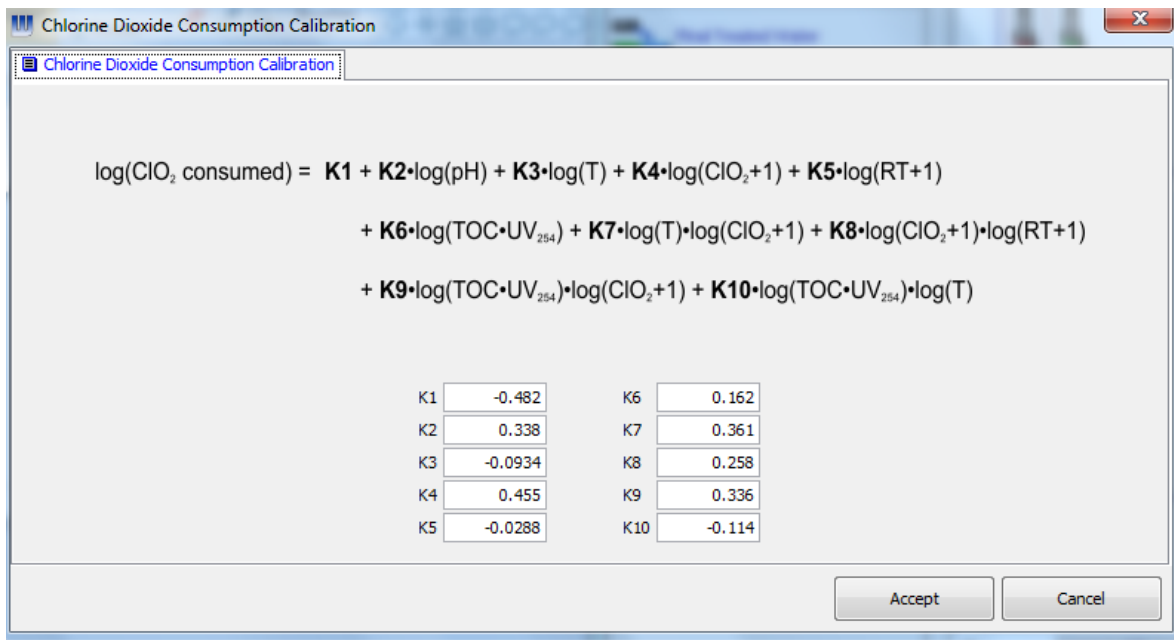 Chlorine Dioxide Consumption Calibration
Chlorine Dioxide Consumption Calibration
log(ClO₂ consumed) = K1 + K2•log(pH) + K3•log(T) + K4•log(ClO₂+1) + K5•log(RT+1)
+ K6•log(TOC•UV₂₅₄) + K7•log(T)•log(ClO₂+1) + K8•log(ClO₂+1)•log(RT+1)
+ K9•log(TOC•UV₂₅₄)•log(ClO₂+1) + K10•log(TOC•UV₂₅₄)•log(T)
K1 -0.482 K6 0.162
K2 0.338 K7 0.361
K3 -0.0934 K8 0.258
K4 0.455 K9 0.336
K5 -0.0288 K10 -0.114
Accept Cancel